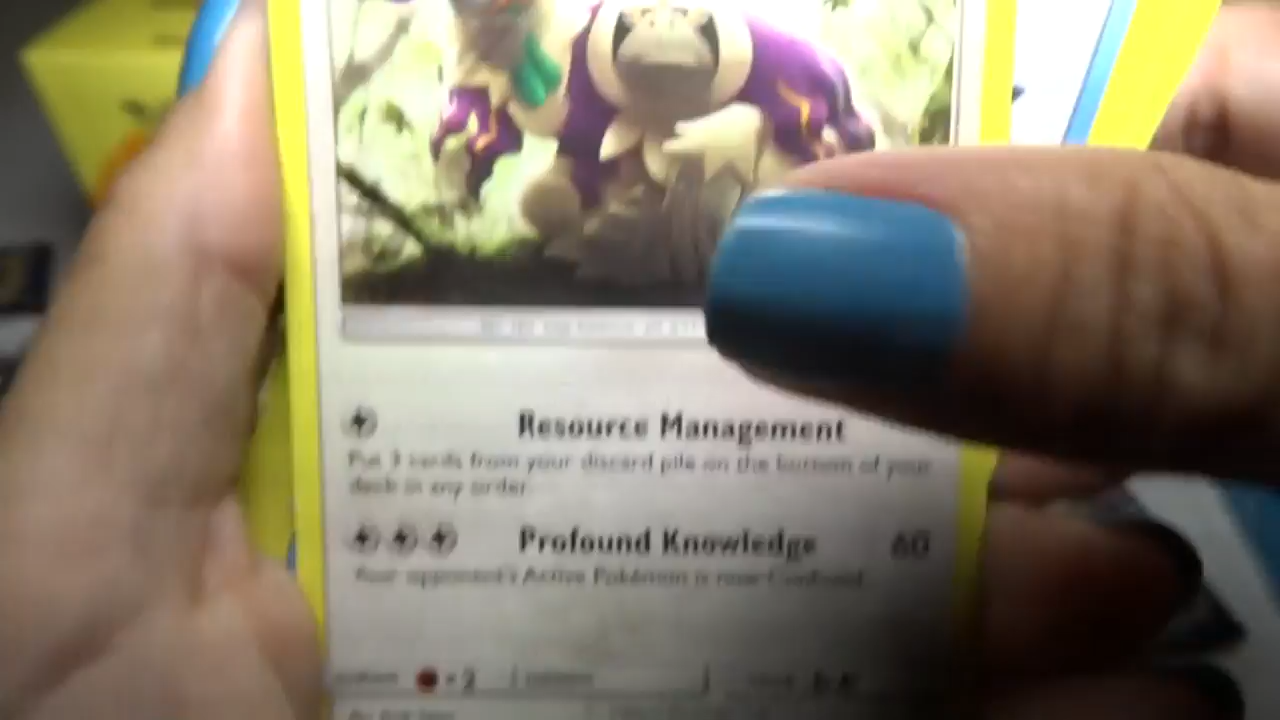 Resource Management
Put 3 cards from your discard pile on the bottom of your
deck in any order.
Profound Knowledge 60
Your opponent's Active Pokémon is now Confused.
×2